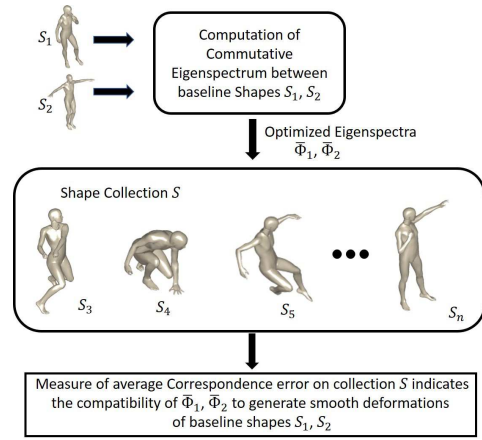 S₁
S₂
Computation of
Commutative
Eigenspectrum between
baseline Shapes S₁, S₂
Optimized Eigenspectra
Φ̅₁, Φ̅₂
Shape Collection S
S₃
S₄
S₅
Sₙ
Measure of average Correspondence error on collection S indicates
the compatibility of Φ̅₁, Φ̅₂ to generate smooth deformations
of baseline shapes S₁, S₂